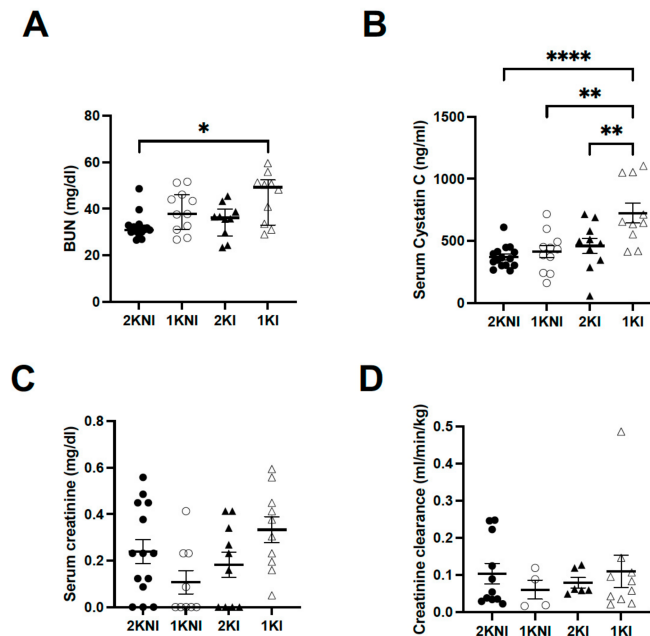 A
BUN (mg/dl)
80
60
40
20
0
*
2KNI 1KNI 2KI 1KI
B
Serum Cystatin C (ng/ml)
1500
1000
500
0
****
**
**
2KNI 1KNI 2KI 1KI
C
Serum creatinine (mg/dl)
0.8
0.6
0.4
0.2
0.0
2KNI 1KNI 2KI 1KI
D
Creatinine clearance (ml/min/kg)
0.5
0.4
0.3
0.2
0.1
0.0
2KNI 1KNI 2KI 1KI